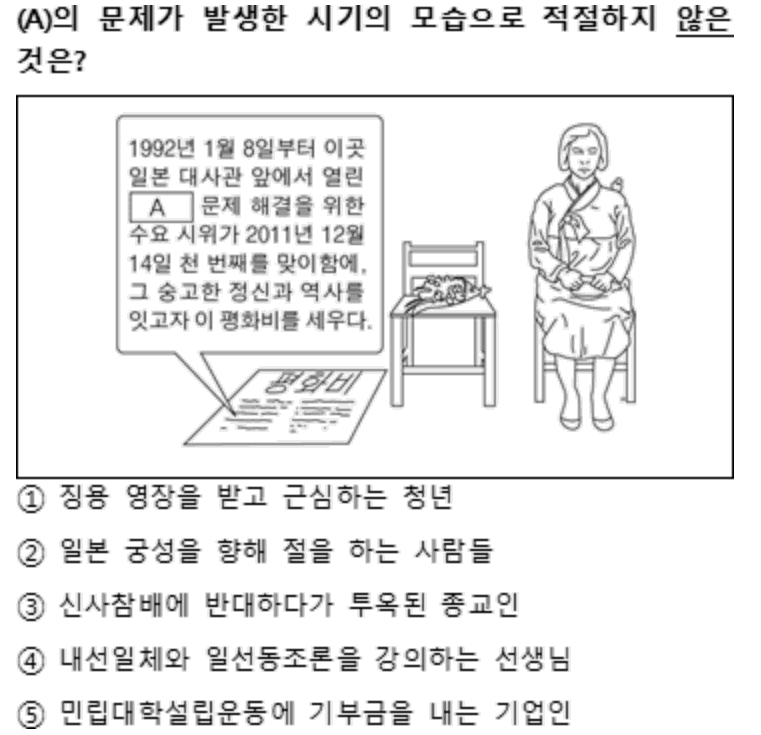 (A)의 문제가 발생한 시기의 모습으로 적절하지 않은
것은?
1992년 1월 8일부터 이곳
일본 대사관 앞에서 열린
A 문제 해결을 위한
수요 시위가 2011년 12월
14일 천 번째를 맞이함에,
그 숭고한 정신과 역사를
잇고자 이 평화비를 세우다.
평화비
① 징용 영장을 받고 근심하는 청년
② 일본 궁성을 향해 절을 하는 사람들
③ 신사참배에 반대하다가 투옥된 종교인
④ 내선일체와 일선동조론을 강의하는 선생님
⑤ 민립대학설립운동에 기부금을 내는 기업인